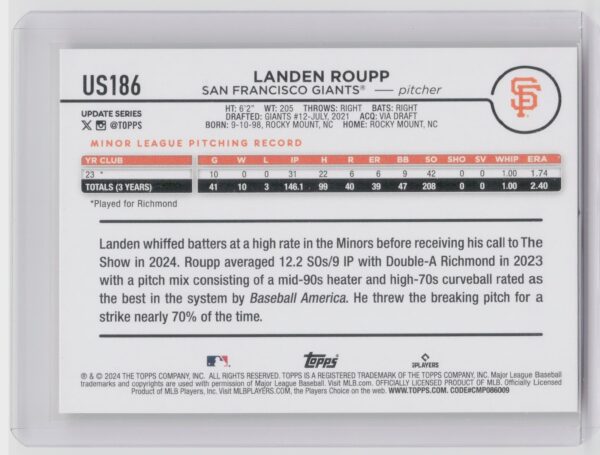 US186
LANDEN ROUPP
SAN FRANCISCO GIANTS® — pitcher
SF
UPDATE SERIES
X @TOPPS
HT: 6'2" WT: 205 THROWS: RIGHT BATS: RIGHT
DRAFTED: GIANTS #12-JULY, 2021 ACQ: VIA DRAFT
BORN: 9-10-98, ROCKY MOUNT, NC HOME: ROCKY MOUNT, NC
MINOR LEAGUE PITCHING RECORD
YR CLUB G W L IP H R ER BB SO SHO SV WHIP ERA
23 * 10 0 0 31 22 6 6 9 42 0 0 1.00 1.74
TOTALS (3 YEARS) 41 10 3 146.1 99 40 39 47 208 0 0 1.00 2.40
*Played for Richmond
Landen whiffed batters at a high rate in the Minors before receiving his call to The
Show in 2024. Roupp averaged 12.2 SOs/9 IP with Double-A Richmond in 2023
with a pitch mix consisting of a mid-90s heater and high-70s curveball rated as
the best in the system by Baseball America. He threw the breaking pitch for a
strike nearly 70% of the time.
Topps
PLAYERS
® & © 2024 THE TOPPS COMPANY, INC. ALL RIGHTS RESERVED. TOPPS IS A REGISTERED TRADEMARK OF THE TOPPS COMPANY, INC. Major League Baseball
trademarks and copyrights are used with permission of Major League Baseball. Visit MLB.com. OFFICIALLY LICENSED PRODUCT OF MLB. Officially Licensed
Product of MLB Players, Inc. Visit MLBPLAYERS.COM, the Players Choice on the web. WWW.TOPPS.COM. CODE#CMP086009